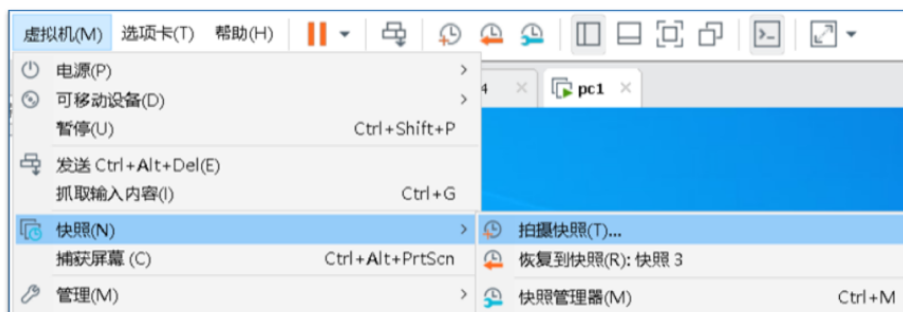 虚拟机(M) 选项卡(T) 帮助(H)
电源(P)
4 pc1
可移动设备(D)
暂停(U) Ctrl+Shift+P
发送 Ctrl+Alt+Del(E)
抓取输入内容(I) Ctrl+G
快照(N) 拍摄快照(T)...
捕获屏幕 (C) Ctrl+Alt+PrtScn 恢复到快照(R): 快照 3
管理(M) 快照管理器(M) Ctrl+M